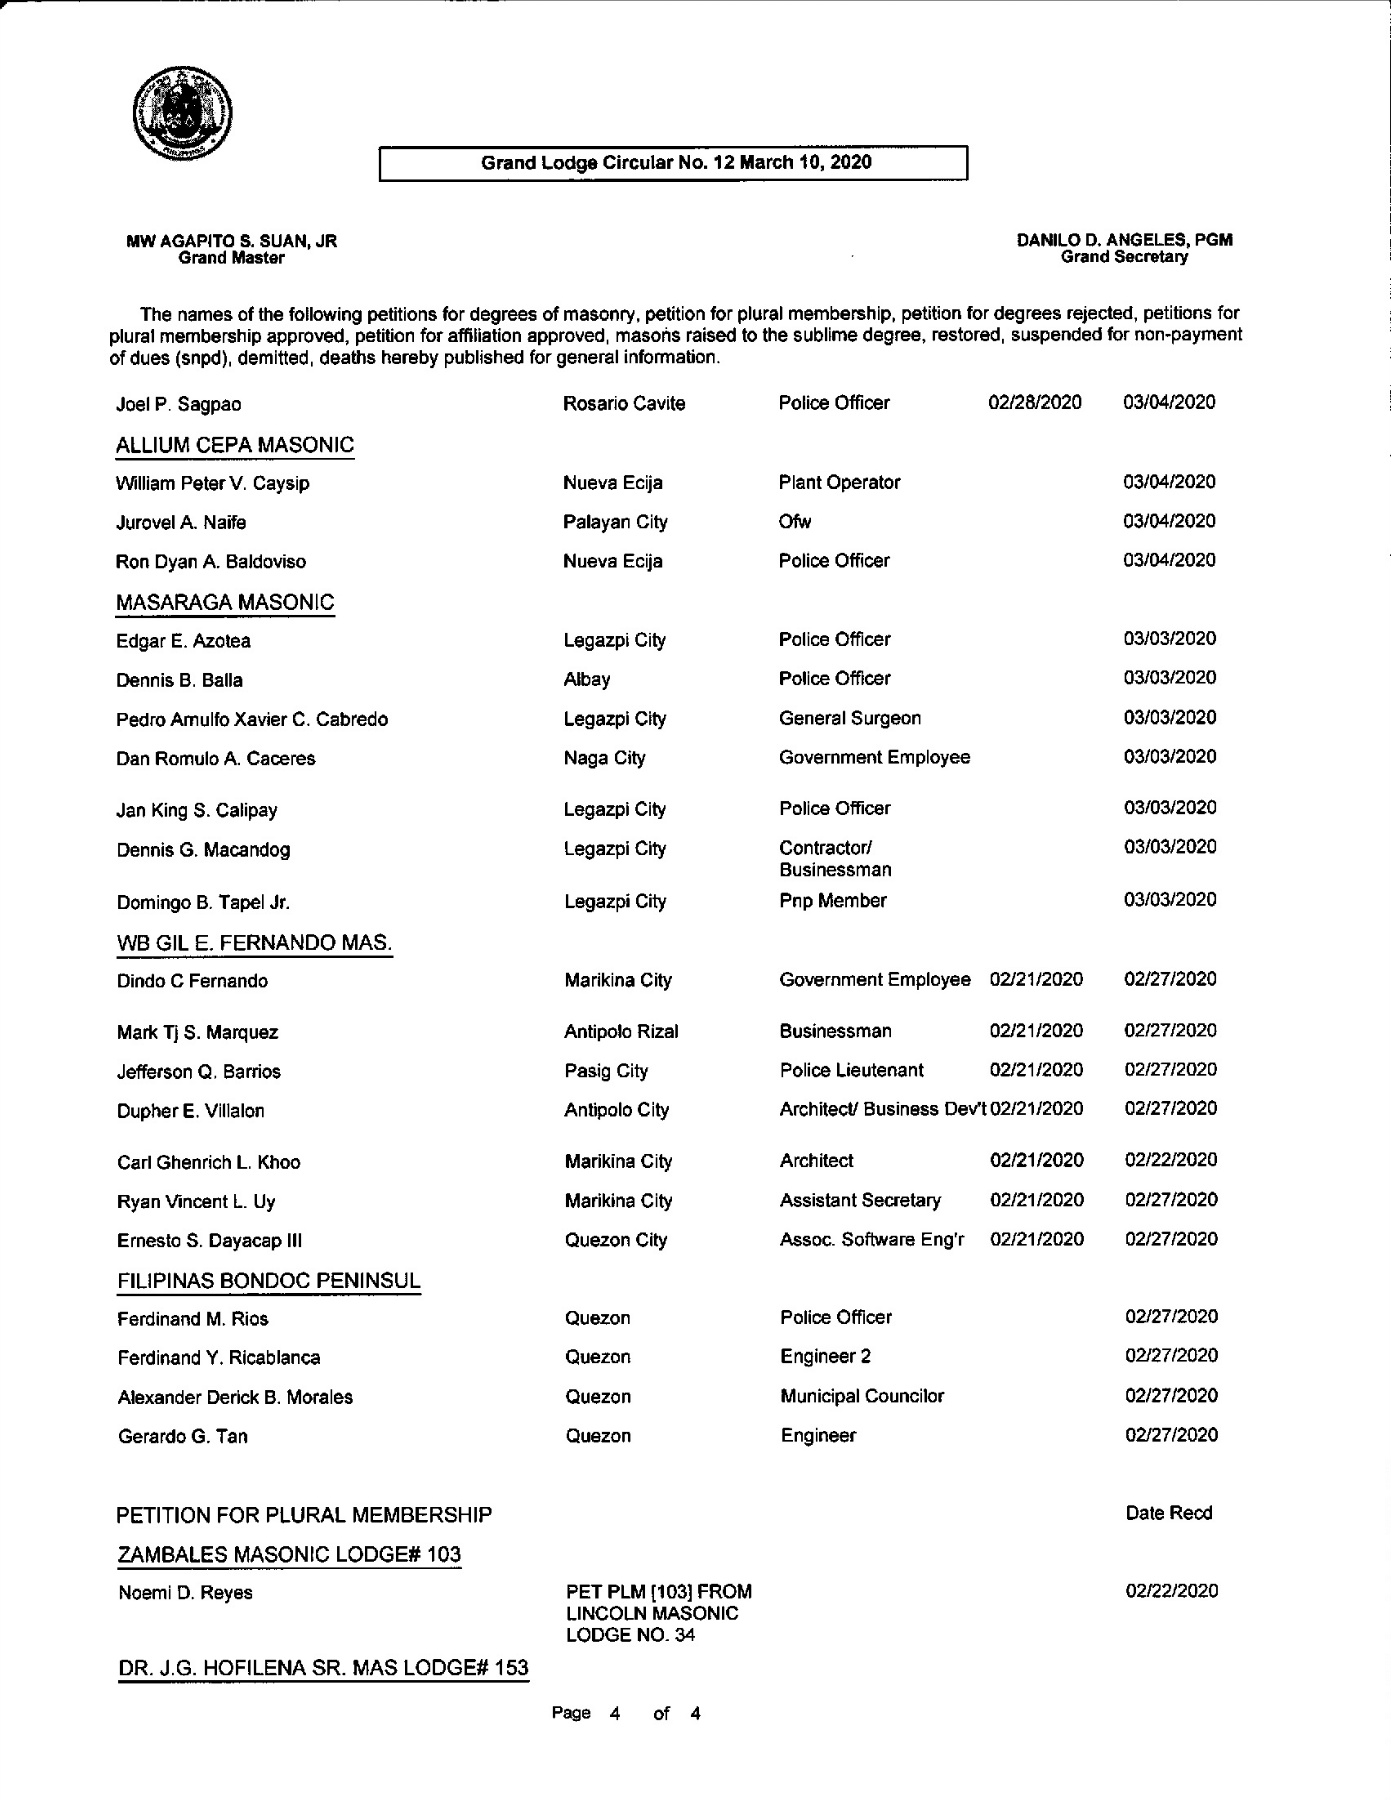 PHILIPPINES
Grand Lodge Circular No. 12 March 10, 2020
MW AGAPITO S. SUAN, JR
Grand Master
DANILO D. ANGELES, PGM
Grand Secretary
The names of the following petitions for degrees of masonry, petition for plural membership, petition for degrees rejected, petitions for
plural membership approved, petition for affiliation approved, masons raised to the sublime degree, restored, suspended for non-payment
of dues (snpd), demitted, deaths hereby published for general information.
Joel P. Sagpao Rosario Cavite Police Officer 02/28/2020 03/04/2020
ALLIUM CEPA MASONIC
William Peter V. Caysip Nueva Ecija Plant Operator 03/04/2020
Jurovel A. Naife Palayan City Ofw 03/04/2020
Ron Dyan A. Baldoviso Nueva Ecija Police Officer 03/04/2020
MASARAGA MASONIC
Edgar E. Azotea Legazpi City Police Officer 03/03/2020
Dennis B. Balla Albay Police Officer 03/03/2020
Pedro Arnulfo Xavier C. Cabredo Legazpi City General Surgeon 03/03/2020
Dan Romulo A. Caceres Naga City Government Employee 03/03/2020
Jan King S. Calipay Legazpi City Police Officer 03/03/2020
Dennis G. Macandog Legazpi City Contractor/ 03/03/2020
Businessman
Domingo B. Tapel Jr. Legazpi City Pnp Member 03/03/2020
WB GIL E. FERNANDO MAS.
Dindo C Fernando Marikina City Government Employee 02/21/2020 02/27/2020
Mark Tj S. Marquez Antipolo Rizal Businessman 02/21/2020 02/27/2020
Jefferson Q. Barrios Pasig City Police Lieutenant 02/21/2020 02/27/2020
Dupher E. Villalon Antipolo City Architect/ Business Dev't 02/21/2020 02/27/2020
Carl Ghenrich L. Khoo Marikina City Architect 02/21/2020 02/22/2020
Ryan Vincent L. Uy Marikina City Assistant Secretary 02/21/2020 02/27/2020
Ernesto S. Dayacap III Quezon City Assoc. Software Eng'r 02/21/2020 02/27/2020
FILIPINAS BONDOC PENINSUL
Ferdinand M. Rios Quezon Police Officer 02/27/2020
Ferdinand Y. Ricablanca Quezon Engineer 2 02/27/2020
Alexander Derick B. Morales Quezon Municipal Councilor 02/27/2020
Gerardo G. Tan Quezon Engineer 02/27/2020
PETITION FOR PLURAL MEMBERSHIP Date Recd
ZAMBALES MASONIC LODGE# 103
Noemi D. Reyes PET PLM [103] FROM 02/22/2020
LINCOLN MASONIC
LODGE NO. 34
DR. J.G. HOFILENA SR. MAS LODGE# 153
Page 4 of 4